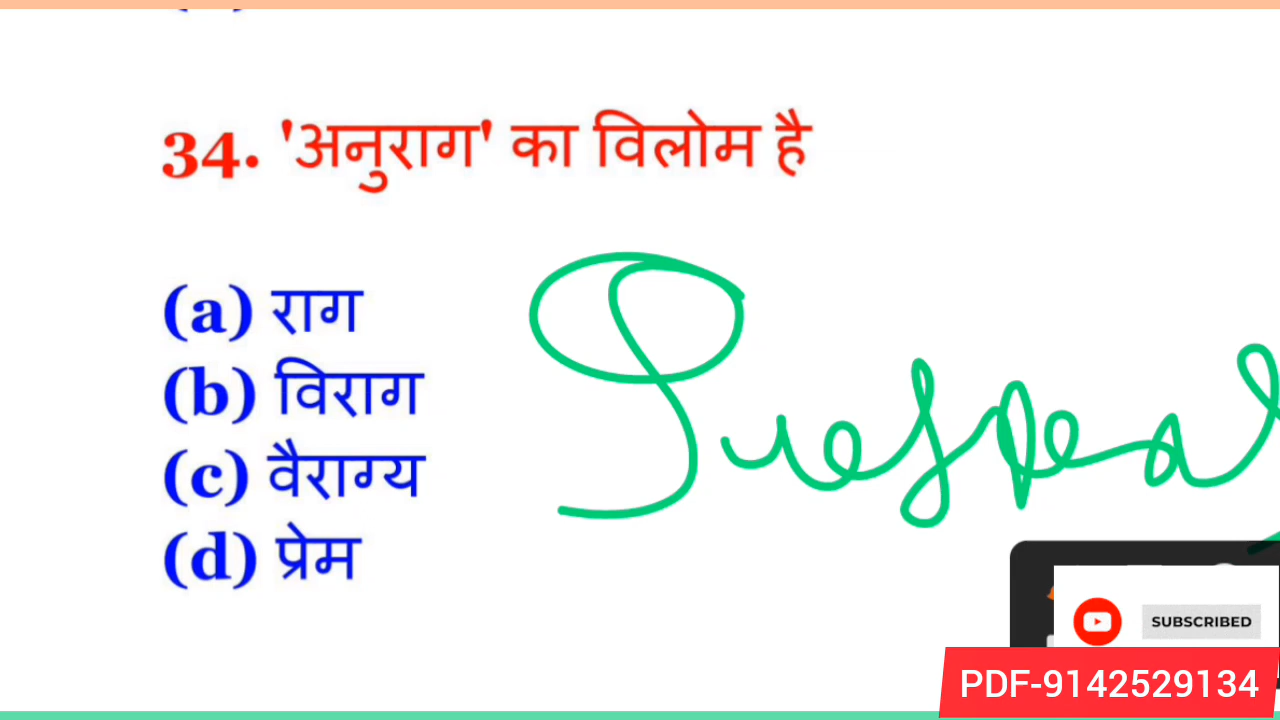 34. 'अनुराग' का विलोम है
(a) राग
(b) विराग
(c) वैराग्य
(d) प्रेम
SUBSCRIBED
PDF-9142529134